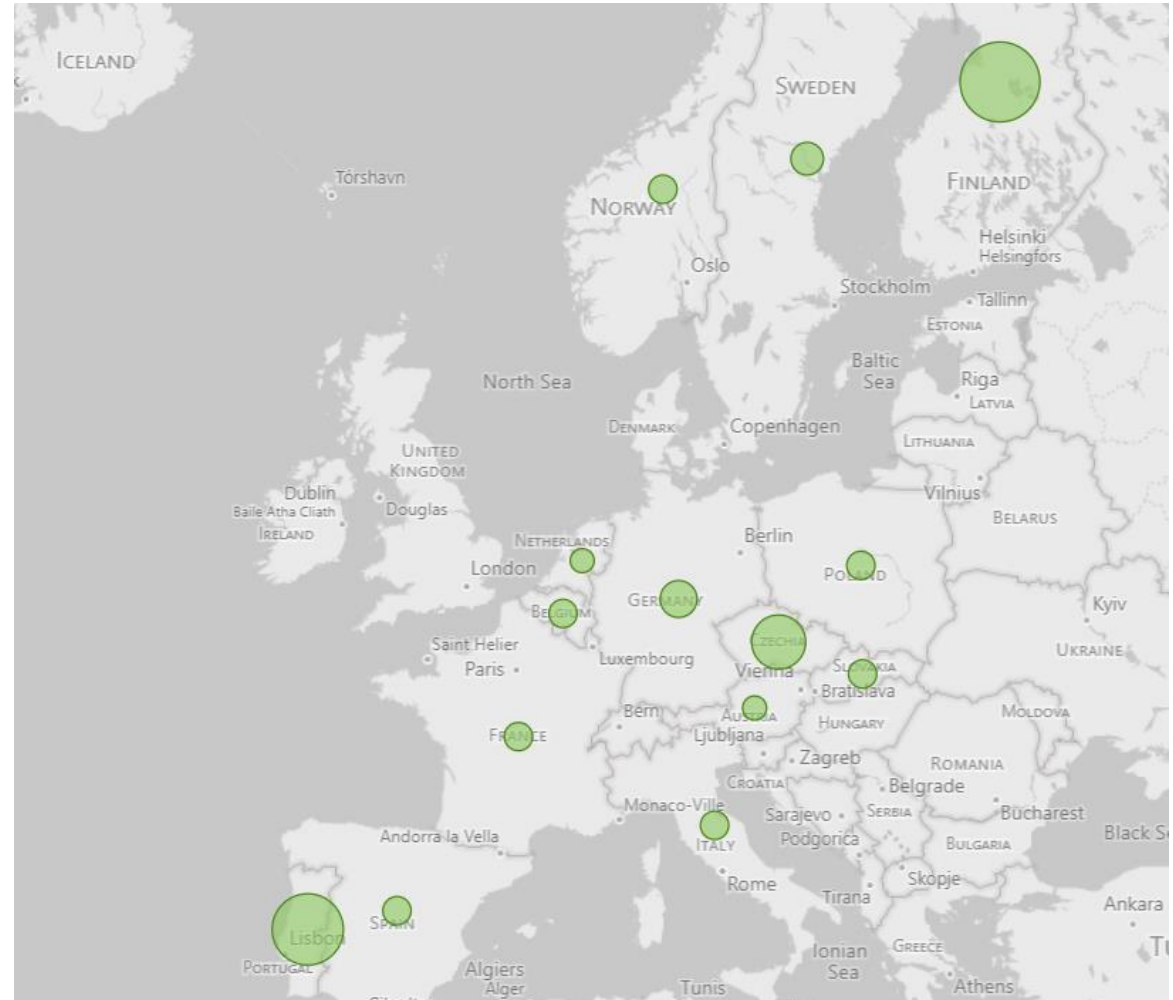 ICELAND
SWEDEN
Tórshavn
FINLAND
NORWAY
Helsinki
Helsingfors
Oslo
Stockholm
Tallinn
ESTONIA
Baltic
Sea
Riga
LATVIA
North Sea
DENMARK
Copenhagen
LITHUANIA
UNITED
KINGDOM
Vilnius
Dublin
Baile Atha Cliath
IRELAND
Douglas
BELARUS
NETHERLANDS
Berlin
London
POLAND
GERMANY
BELGIUM
Kyiv
UKRAINE
CZECHIA
Saint Helier
Paris
Luxembourg
Vienna
SLOVAKIA
Bratislava
Bern
AUSTRIA
HUNGARY
MOLDOVA
FRANCE
Ljubljana
Zagreb
ROMANIA
CROATIA
Belgrade
Monaco-Ville
Sarajevo
SERBIA
Bucharest
Andorra la Vella
ITALY
Podgorica
BULGARIA
Black S
Rome
Skopje
Tirana
Ankara
SPAIN
Lisbon
PORTUGAL
Ionian
Sea
GREECE
Algiers
Alger
Tunis
Athens